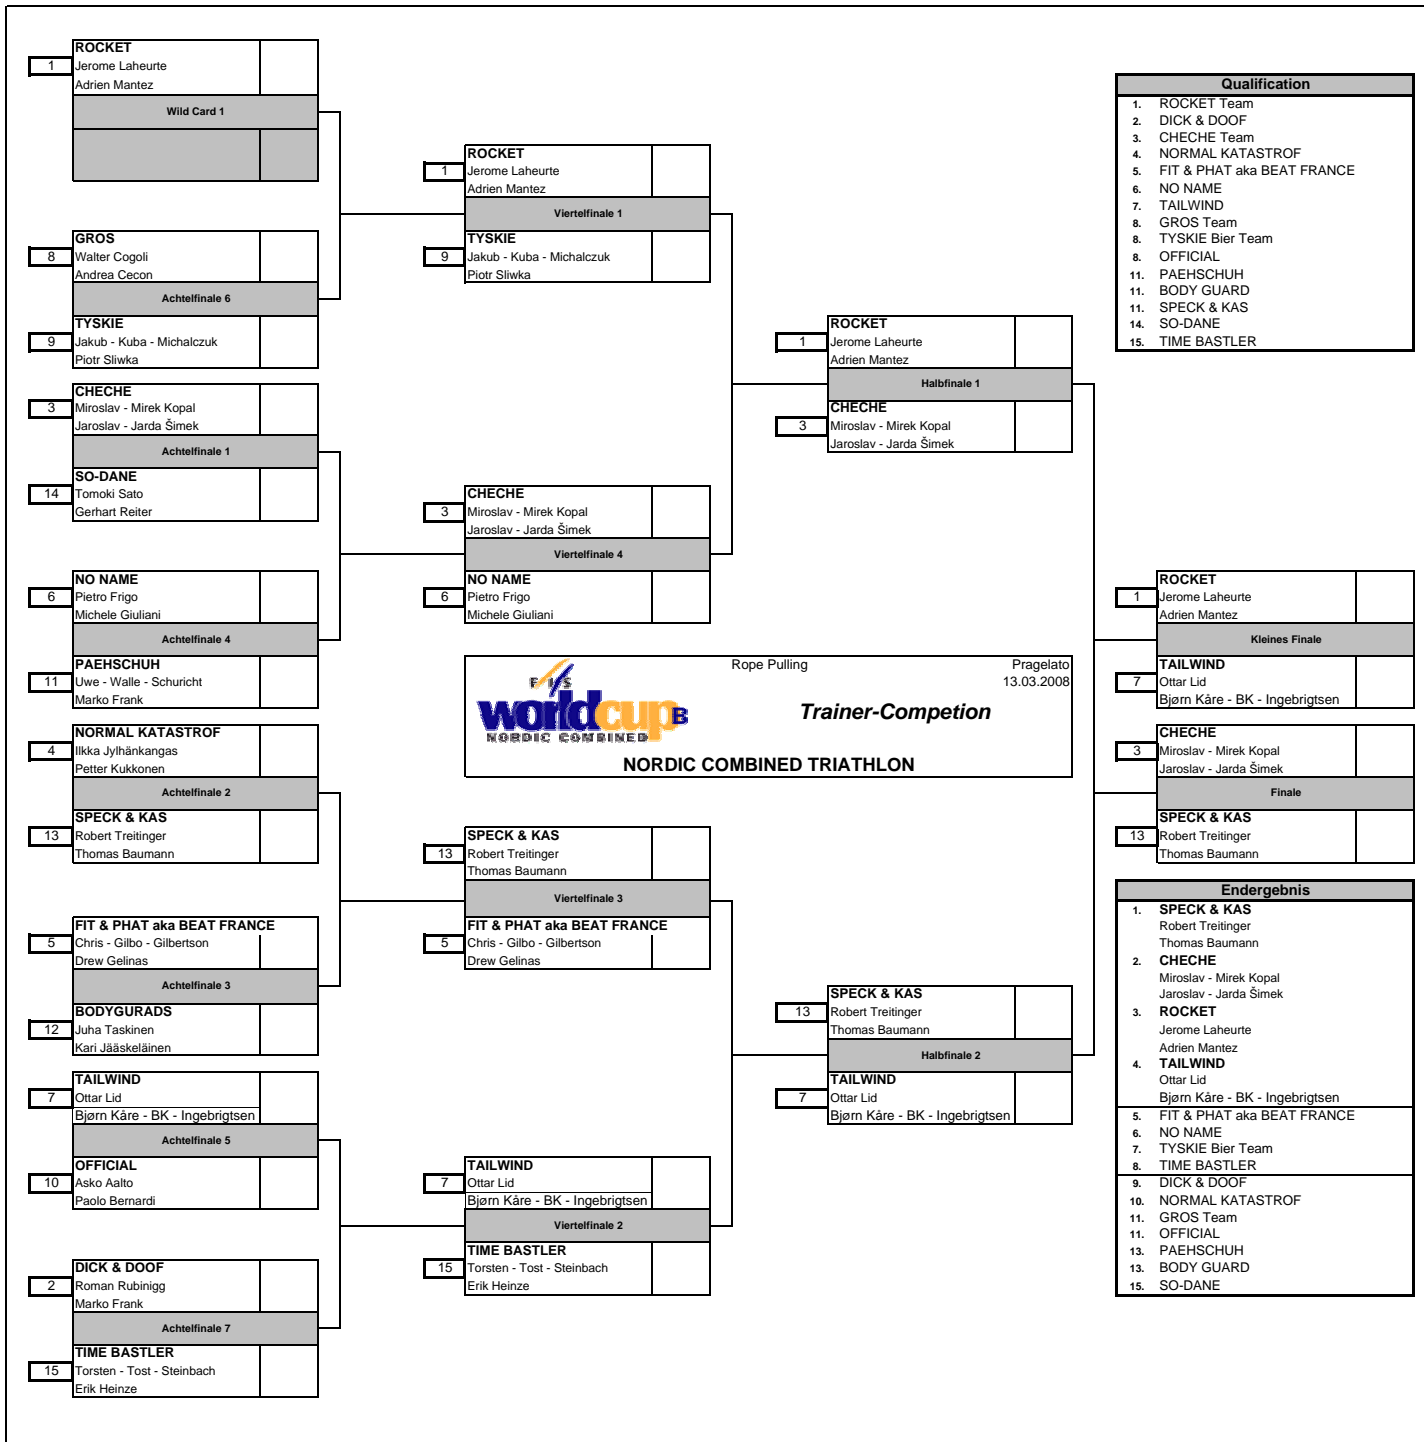 ROCKET
1
Jerome Laheurte
Adrien Mantez
Wild Card 1
GROS
8
Walter Cogoli
Andrea Cecon
Achtelfinale 6
TYSKIE
9
Jakub - Kuba - Michalczuk
Piotr Sliwka
CHECHE
3
Miroslav - Mirek Kopal
Jaroslav - Jarda Šimek
Achtelfinale 1
SO-DANE
14
Tomoki Sato
Gerhart Reiter
NO NAME
6
Pietro Frigo
Michele Giuliani
Achtelfinale 4
PAEHSCHUH
11
Uwe - Walle - Schuricht
Marko Frank
NORMAL KATASTROF
4
Ilkka Jylhänkangas
Petter Kukkonen
Achtelfinale 2
SPECK & KAS
13
Robert Treitinger
Thomas Baumann
FIT & PHAT aka BEAT FRANCE
5
Chris - Gilbo - Gilbertson
Drew Gelinas
Achtelfinale 3
BODYGURADS
12
Juha Taskinen
Kari Jääskeläinen
TAILWIND
7
Ottar Lid
Bjørn Kåre - BK - Ingebrigtsen
Achtelfinale 5
OFFICIAL
10
Asko Aalto
Paolo Bernardi
DICK & DOOF
2
Roman Rubinigg
Marko Frank
Achtelfinale 7
TIME BASTLER
15
Torsten - Tost - Steinbach
Erik Heinze
ROCKET
1
Jerome Laheurte
Adrien Mantez
Viertelfinale 1
TYSKIE
9
Jakub - Kuba - Michalczuk
Piotr Sliwka
CHECHE
3
Miroslav - Mirek Kopal
Jaroslav - Jarda Šimek
Viertelfinale 4
NO NAME
6
Pietro Frigo
Michele Giuliani
Rope Pulling
Pragelato
13.03.2008
FIS
worldcup B
NORDIC COMBINED
Trainer-Competion
NORDIC COMBINED TRIATHLON
SPECK & KAS
13
Robert Treitinger
Thomas Baumann
Viertelfinale 3
FIT & PHAT aka BEAT FRANCE
5
Chris - Gilbo - Gilbertson
Drew Gelinas
TAILWIND
7
Ottar Lid
Bjørn Kåre - BK - Ingebrigtsen
Viertelfinale 2
TIME BASTLER
15
Torsten - Tost - Steinbach
Erik Heinze
ROCKET
1
Jerome Laheurte
Adrien Mantez
Halbfinale 1
CHECHE
3
Miroslav - Mirek Kopal
Jaroslav - Jarda Šimek
SPECK & KAS
13
Robert Treitinger
Thomas Baumann
Halbfinale 2
TAILWIND
7
Ottar Lid
Bjørn Kåre - BK - Ingebrigtsen
Qualification
1. ROCKET Team
2. DICK & DOOF
3. CHECHE Team
4. NORMAL KATASTROF
5. FIT & PHAT aka BEAT FRANCE
6. NO NAME
7. TAILWIND
8. GROS Team
8. TYSKIE Bier Team
8. OFFICIAL
11. PAEHSCHUH
11. BODY GUARD
11. SPECK & KAS
14. SO-DANE
15. TIME BASTLER
ROCKET
1
Jerome Laheurte
Adrien Mantez
Kleines Finale
TAILWIND
7
Ottar Lid
Bjørn Kåre - BK - Ingebrigtsen
CHECHE
3
Miroslav - Mirek Kopal
Jaroslav - Jarda Šimek
Finale
SPECK & KAS
13
Robert Treitinger
Thomas Baumann
Endergebnis
1. SPECK & KAS
Robert Treitinger
Thomas Baumann
2. CHECHE
Miroslav - Mirek Kopal
Jaroslav - Jarda Šimek
3. ROCKET
Jerome Laheurte
Adrien Mantez
4. TAILWIND
Ottar Lid
Bjørn Kåre - BK - Ingebrigtsen
5. FIT & PHAT aka BEAT FRANCE
6. NO NAME
7. TYSKIE Bier Team
8. TIME BASTLER
9. DICK & DOOF
10. NORMAL KATASTROF
11. GROS Team
11. OFFICIAL
13. PAEHSCHUH
13. BODY GUARD
15. SO-DANE